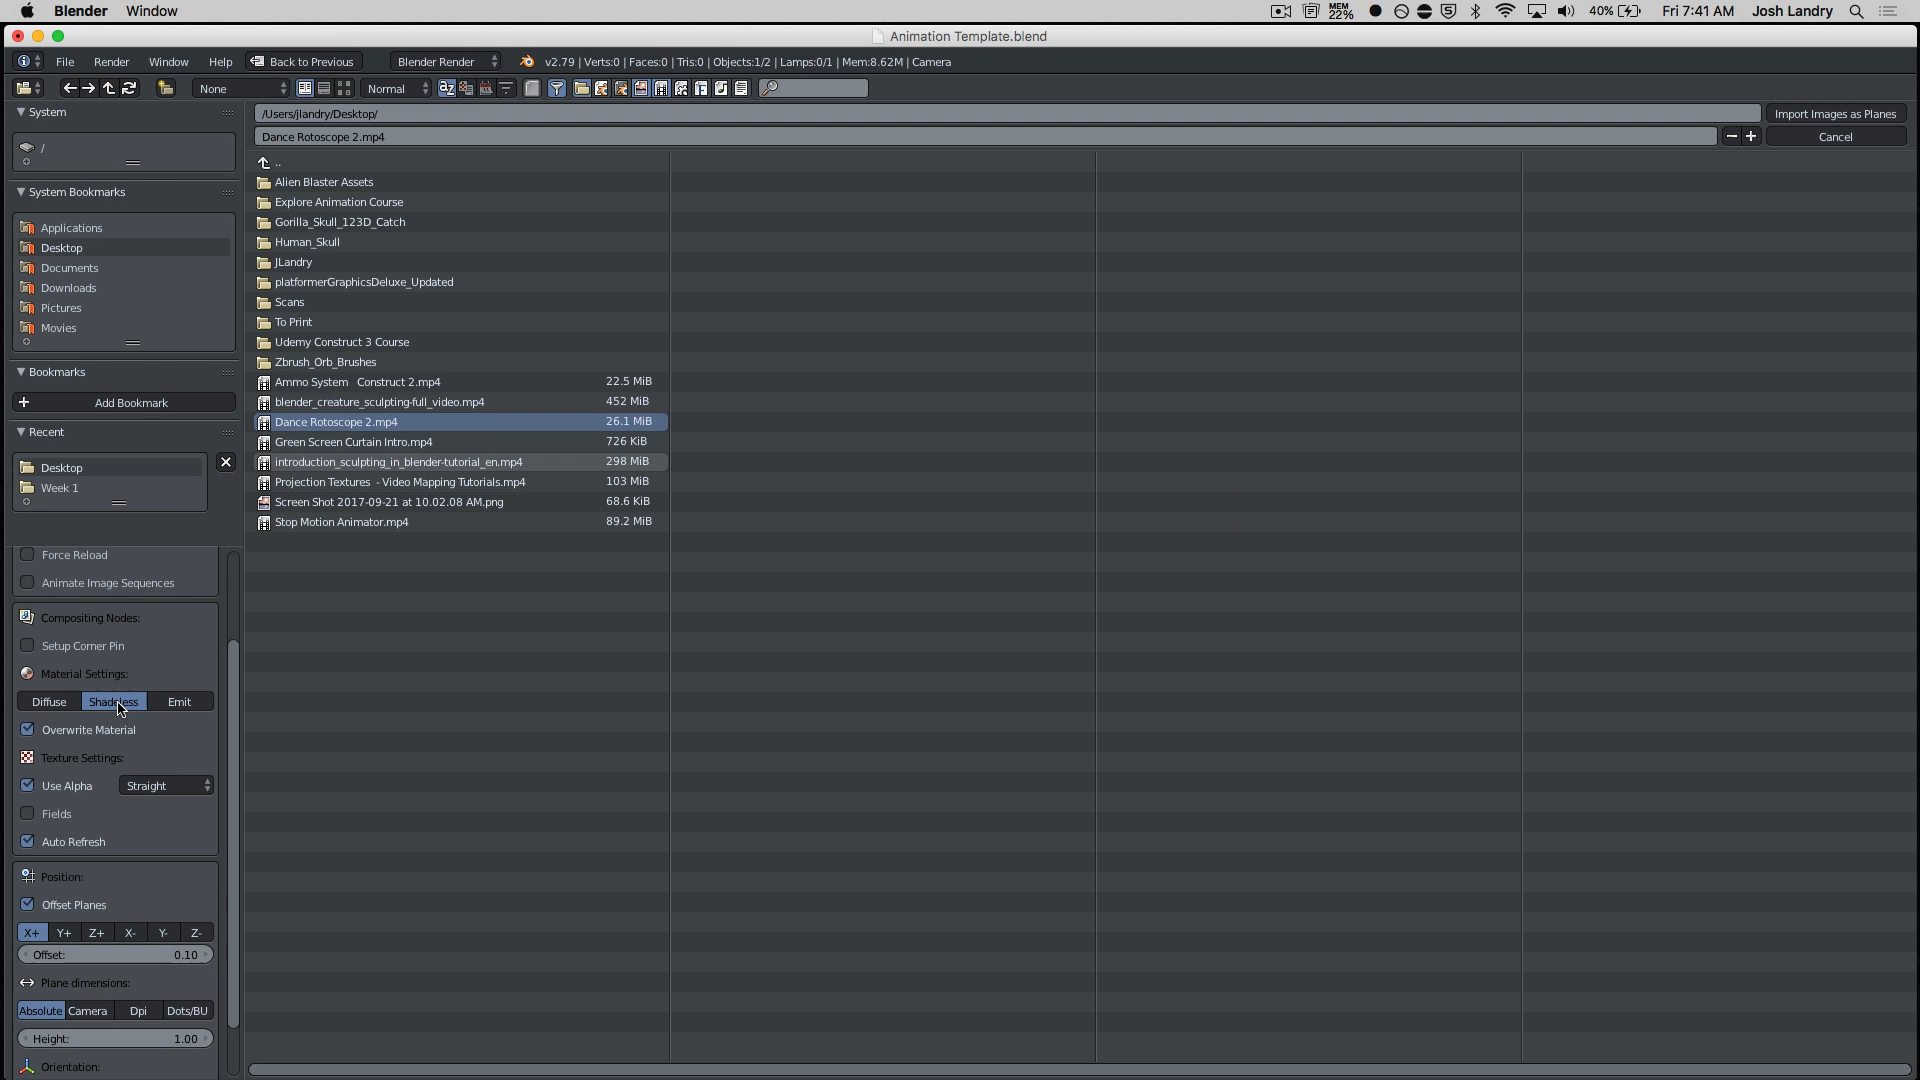 Blender Window
MEM 22%
40% Fri 7:41 AM Josh Landry
Animation Template.blend
File Render Window Help Back to Previous Blender Render v2.79 | Verts:0 | Faces:0 | Tris:0 | Objects:1/2 | Lamps:0/1 | Mem:8.62M | Camera
None Normal
System
/
System Bookmarks
Applications
Desktop
Documents
Downloads
Pictures
Movies
Bookmarks
Add Bookmark
Recent
Desktop
Week 1
Force Reload
Animate Image Sequences
Compositing Nodes:
Setup Corner Pin
Material Settings:
Diffuse Shadeless Emit
Overwrite Material
Texture Settings:
Use Alpha Straight
Fields
Auto Refresh
Position:
Offset Planes
X+ Y+ Z+ X- Y- Z-
Offset: 0.10
Plane dimensions:
Absolute Camera Dpi Dots/BU
Height: 1.00
Orientation:
/Users/jlandry/Desktop/ Import Images as Planes
Dance Rotoscope 2.mp4 Cancel
..
Alien Blaster Assets
Explore Animation Course
Gorilla_Skull_123D_Catch
Human_Skull
JLandry
platformerGraphicsDeluxe_Updated
Scans
To Print
Udemy Construct 3 Course
Zbrush_Orb_Brushes
Ammo System Construct 2.mp4 22.5 MiB
blender_creature_sculpting-full_video.mp4 452 MiB
Dance Rotoscope 2.mp4 26.1 MiB
Green Screen Curtain Intro.mp4 726 KiB
introduction_sculpting_in_blender-tutorial_en.mp4 298 MiB
Projection Textures - Video Mapping Tutorials.mp4 103 MiB
Screen Shot 2017-09-21 at 10.02.08 AM.png 68.6 KiB
Stop Motion Animator.mp4 89.2 MiB